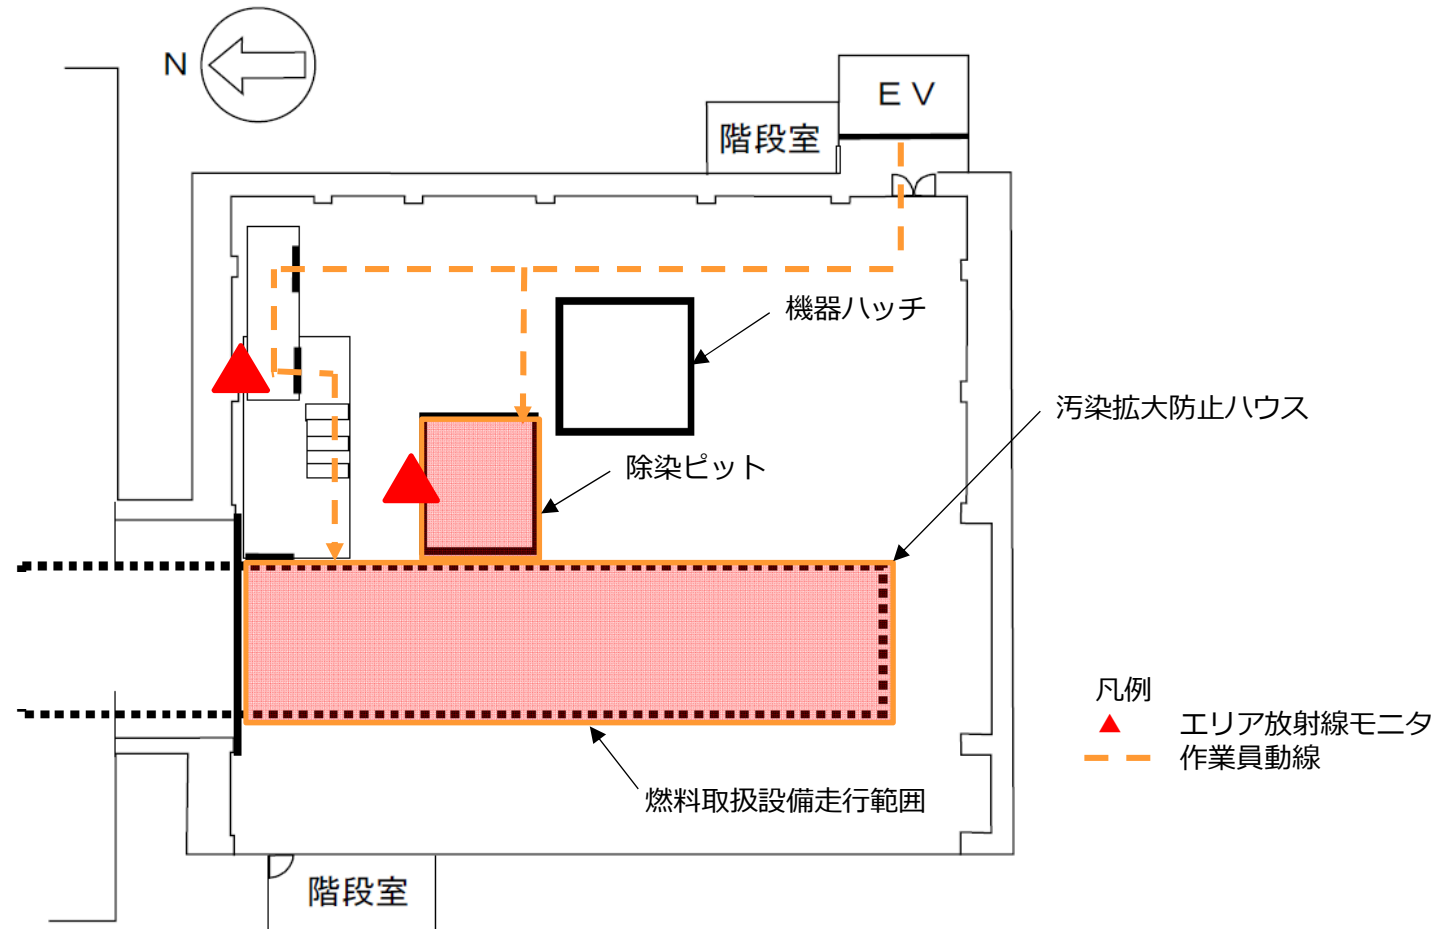 N
ＥＶ
階段室
機器ハッチ
汚染拡大防止ハウス
除染ピット
凡例
エリア放射線モニタ
作業員動線
燃料取扱設備走行範囲
階段室